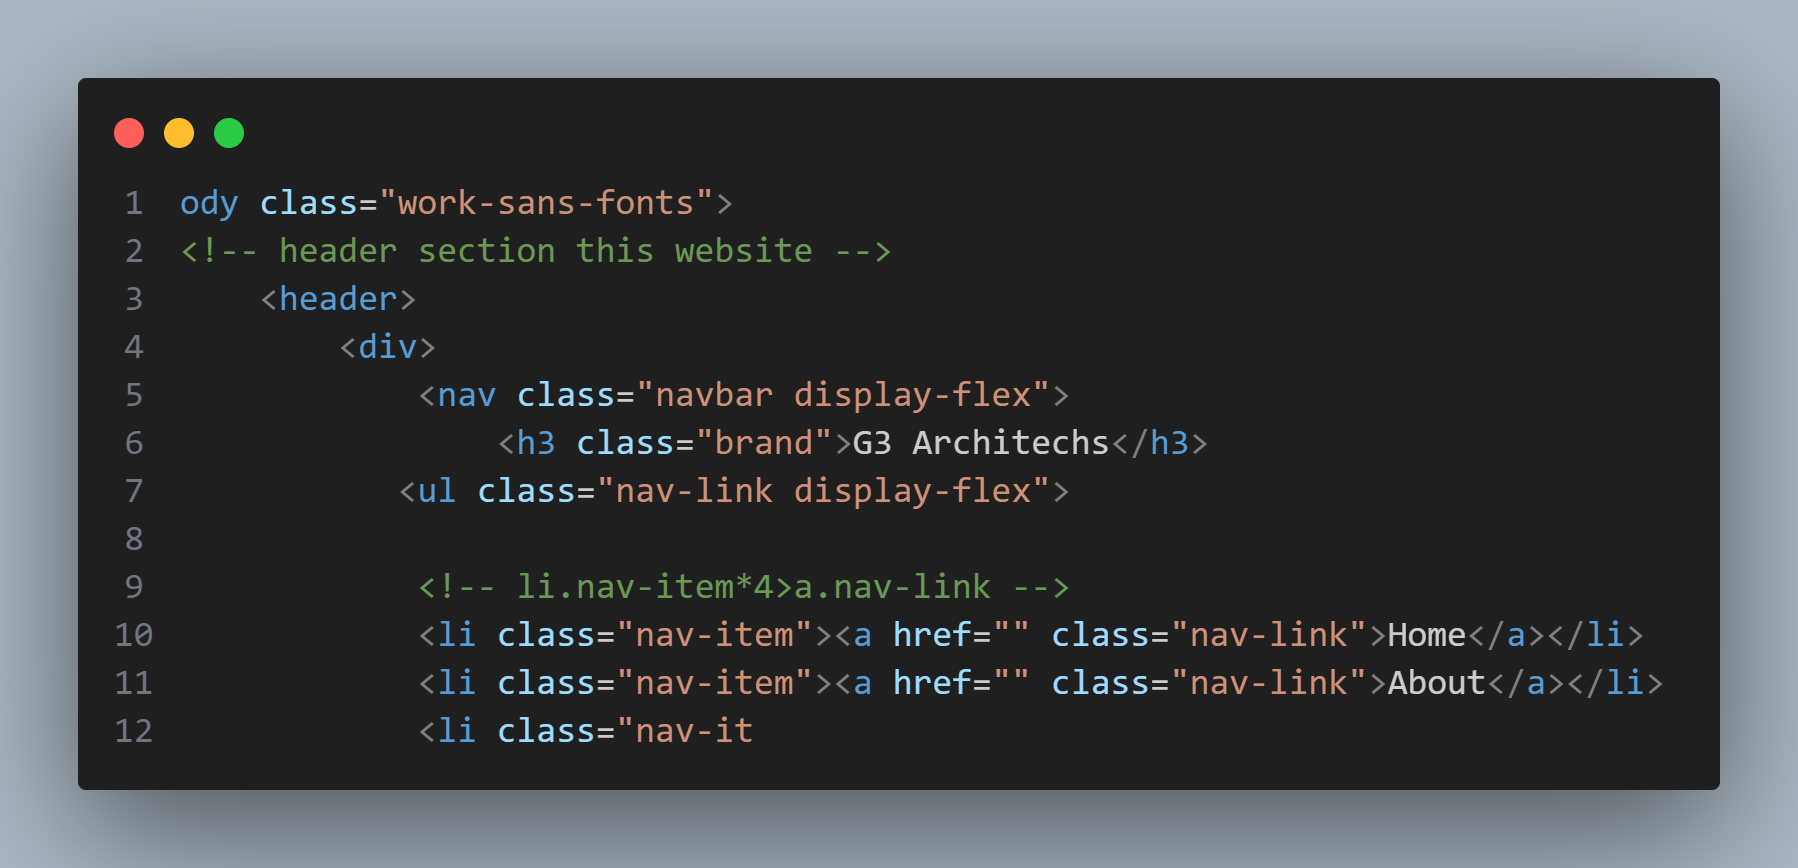 1 ody class="work-sans-fonts">
2 <!-- header section this website -->
3     <header>
4         <div>
5             <nav class="navbar display-flex">
6                 <h3 class="brand">G3 Architechs</h3>
7            <ul class="nav-link display-flex">
8
9             <!-- li.nav-item*4>a.nav-link -->
10             <li class="nav-item"><a href="" class="nav-link">Home</a></li>
11             <li class="nav-item"><a href="" class="nav-link">About</a></li>
12             <li class="nav-it